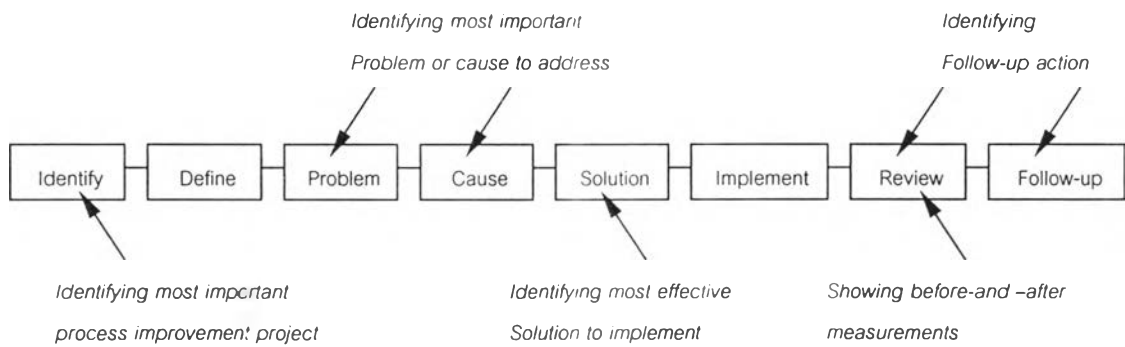 Identifying most important
Problem or cause to address
Identifying
Follow-up action
Identify
Define
Problem
Cause
Solution
Implement
Review
Follow-up
Identifying most important
process improvement project
Identifying most effective
Solution to implement
Showing before-and –after
measurements